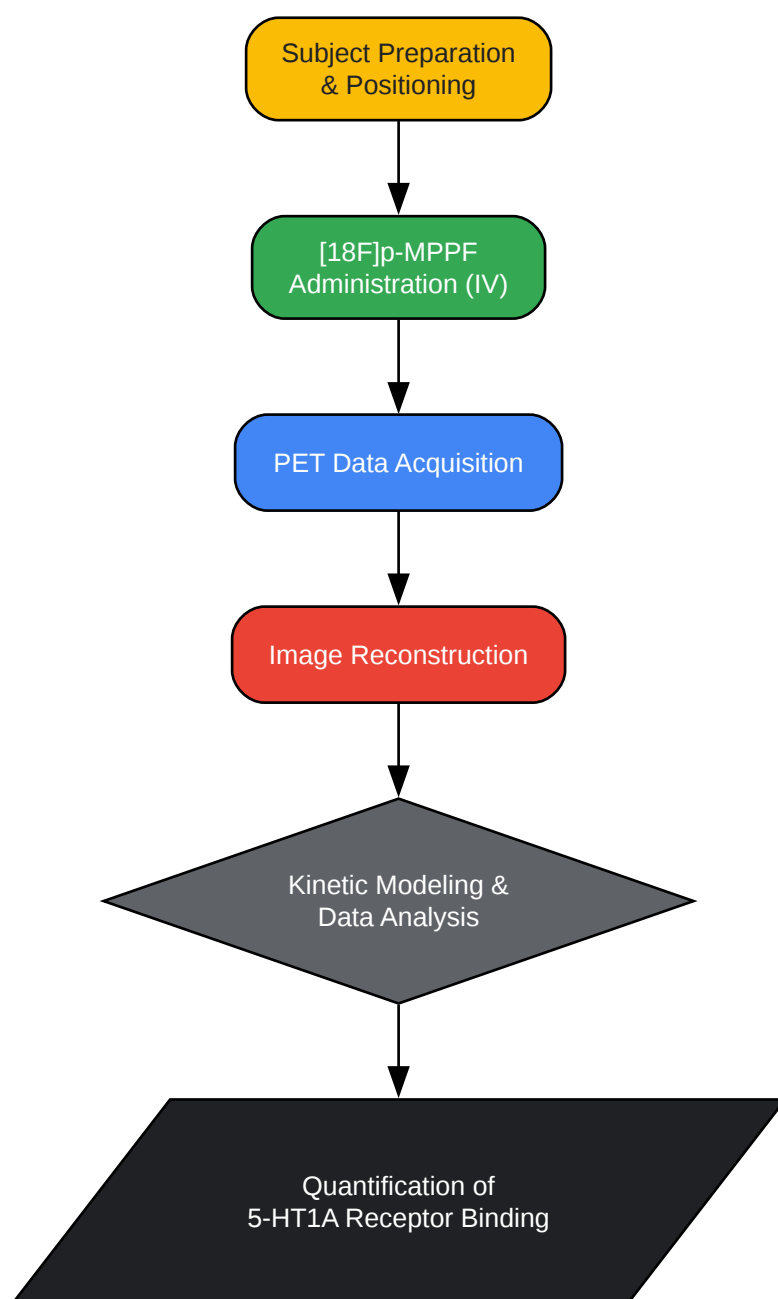 Subject Preparation
& Positioning
[18F]p-MPPF
Administration (IV)
PET Data Acquisition
Image Reconstruction
Kinetic Modeling &
Data Analysis
Quantification of
5-HT1A Receptor Binding